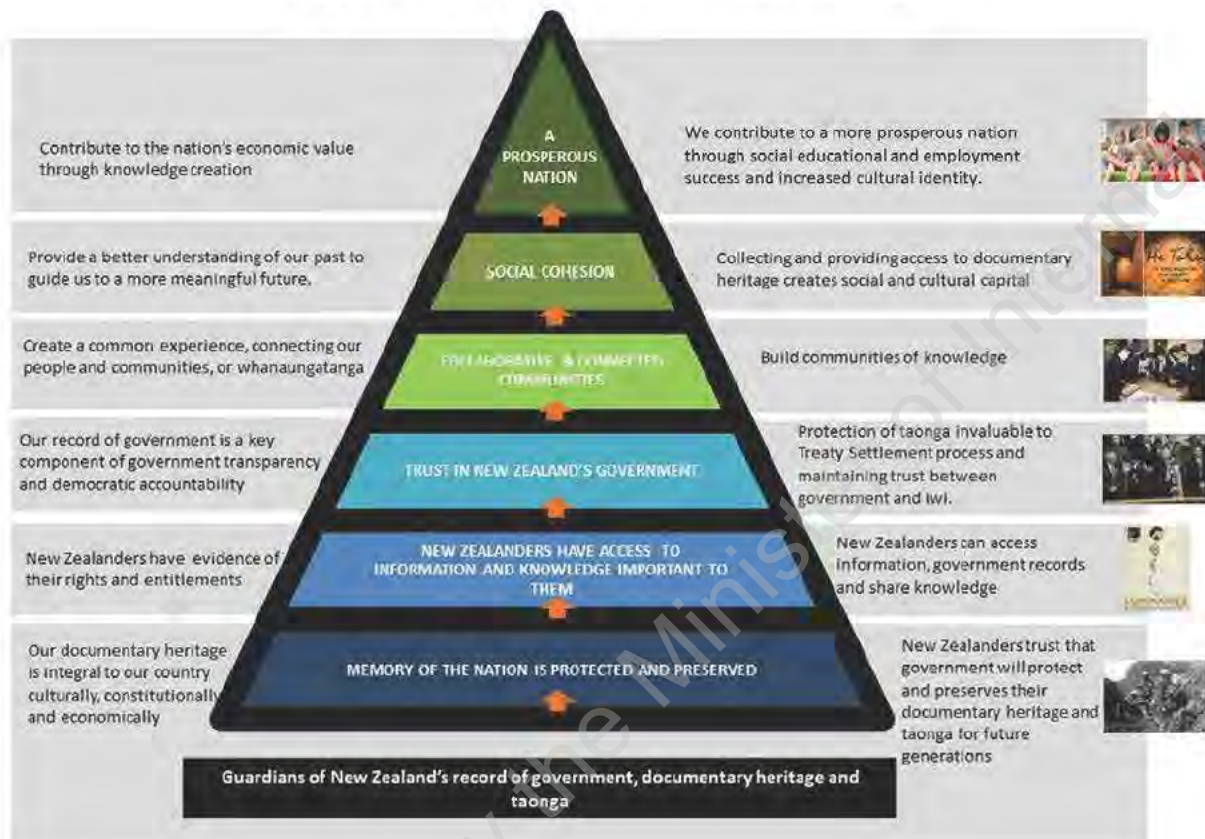 Contribute to the nation's economic value
through knowledge creation
A
PROSPEROUS
NATION
We contribute to a more prosperous nation
through social educational and employment
success and increased cultural identity.
Provide a better understanding of our past to
guide us to a more meaningful future.
SOCIAL COHESION
Collecting and providing access to documentary
heritage creates social and cultural capital
He Tohu
Create a common experience, connecting our
people and communities, or whanaungatanga
COLLABORATIVE & CONNECTED
COMMUNITIES
Build communities of knowledge
Our record of government is a key
component of government transparency
and democratic accountability
TRUST IN NEW ZEALAND'S GOVERNMENT
Protection of taonga invaluable to
Treaty Settlement process and
maintaining trust between
government and iwi.
New Zealanders have evidence of
their rights and entitlements
NEW ZEALANDERS HAVE ACCESS TO
INFORMATION AND KNOWLEDGE IMPORTANT TO
THEM
New Zealanders can access
information, government records
and share knowledge
Our documentary heritage
is integral to our country
culturally, constitutionally
and economically
MEMORY OF THE NATION IS PROTECTED AND PRESERVED
New Zealanders trust that
government will protect
and preserves their
documentary heritage and
taonga for future
generations
Guardians of New Zealand's record of government, documentary heritage and
taonga
by the Minister of Interna